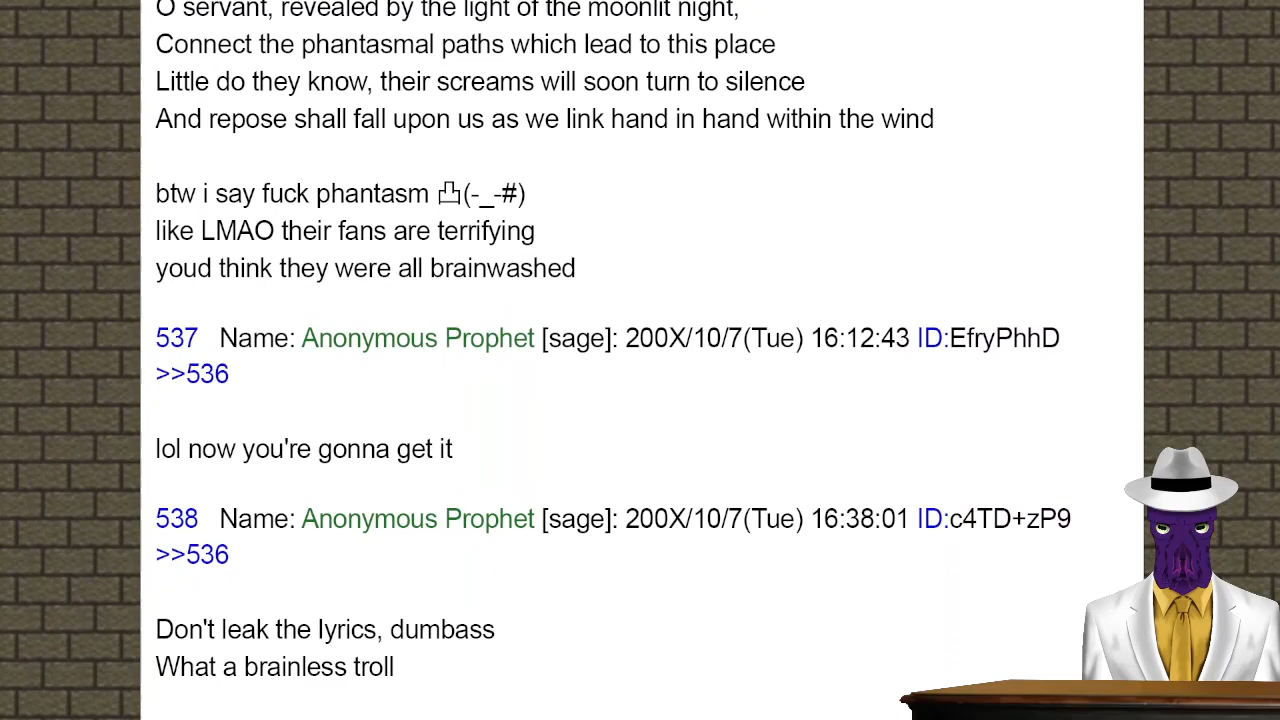 O servant, revealed by the light of the moonlit night,
Connect the phantasmal paths which lead to this place
Little do they know, their screams will soon turn to silence
And repose shall fall upon us as we link hand in hand within the wind
btw i say fuck phantasm 凸(-_-#)
like LMAO their fans are terrifying
youd think they were all brainwashed
537 Name: Anonymous Prophet [sage]: 200X/10/7(Tue) 16:12:43 ID:EfryPhhD
>>536
lol now you're gonna get it
538 Name: Anonymous Prophet [sage]: 200X/10/7(Tue) 16:38:01 ID:c4TD+zP9
>>536
Don't leak the lyrics, dumbass
What a brainless troll